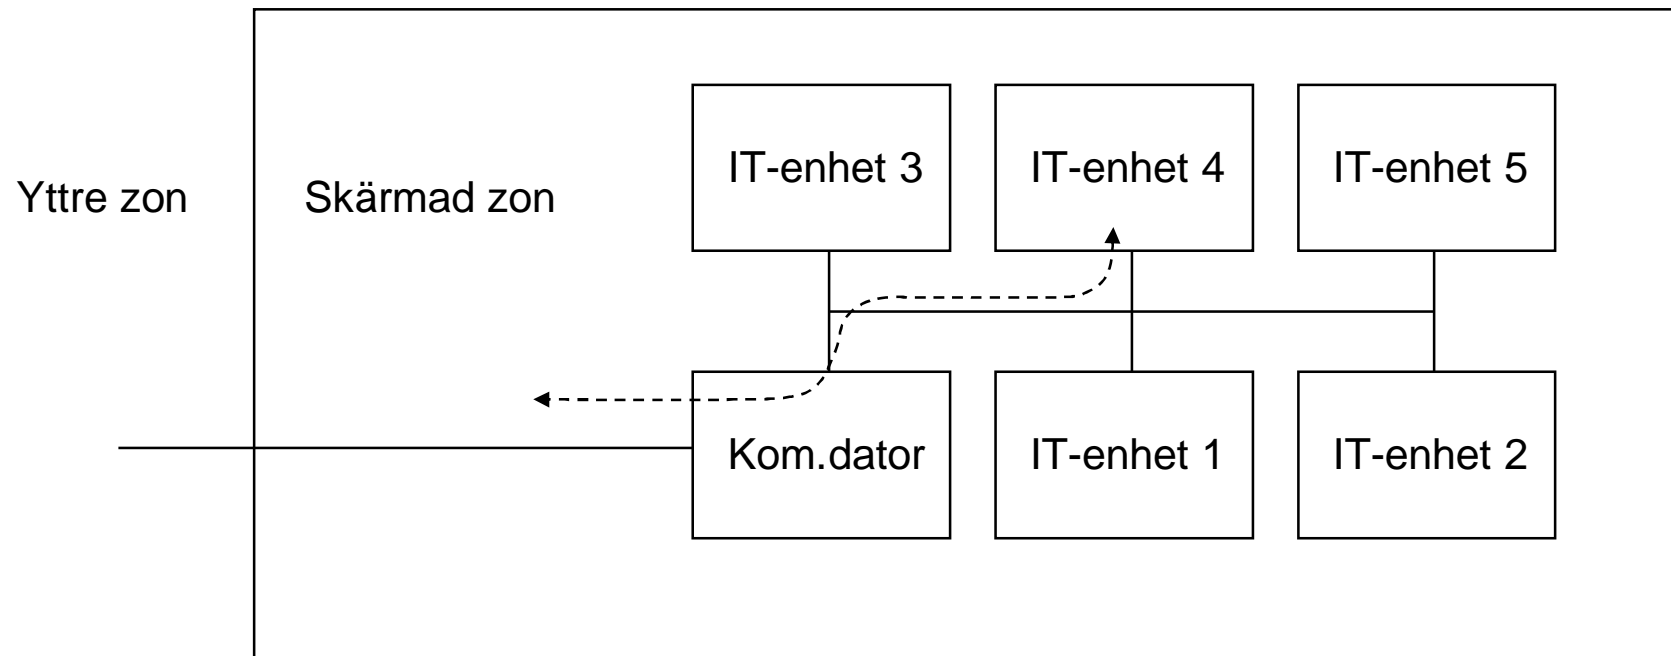 Yttre zon
Skärmad zon
IT-enhet 3
IT-enhet 4
IT-enhet 5
Kom.dator
IT-enhet 1
IT-enhet 2